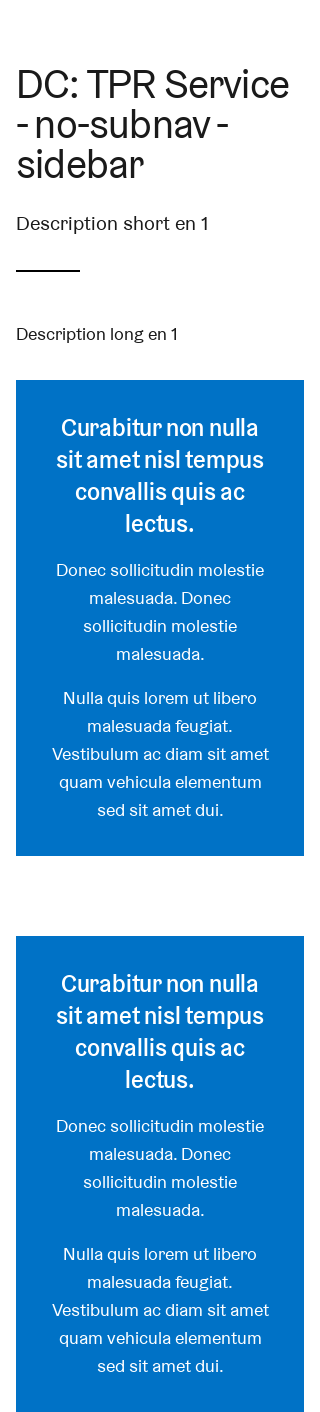 DC: TPR Service
- no-subnav -
sidebar
Description short en 1
Description long en 1
Curabitur non nulla
sit amet nisl tempus
convallis quis ac
lectus.
Donec sollicitudin molestie
malesuada. Donec
sollicitudin molestie
malesuada.
Nulla quis lorem ut libero
malesuada feugiat.
Vestibulum ac diam sit amet
quam vehicula elementum
sed sit amet dui.
Curabitur non nulla
sit amet nisl tempus
convallis quis ac
lectus.
Donec sollicitudin molestie
malesuada. Donec
sollicitudin molestie
malesuada.
Nulla quis lorem ut libero
malesuada feugiat.
Vestibulum ac diam sit amet
quam vehicula elementum
sed sit amet dui.